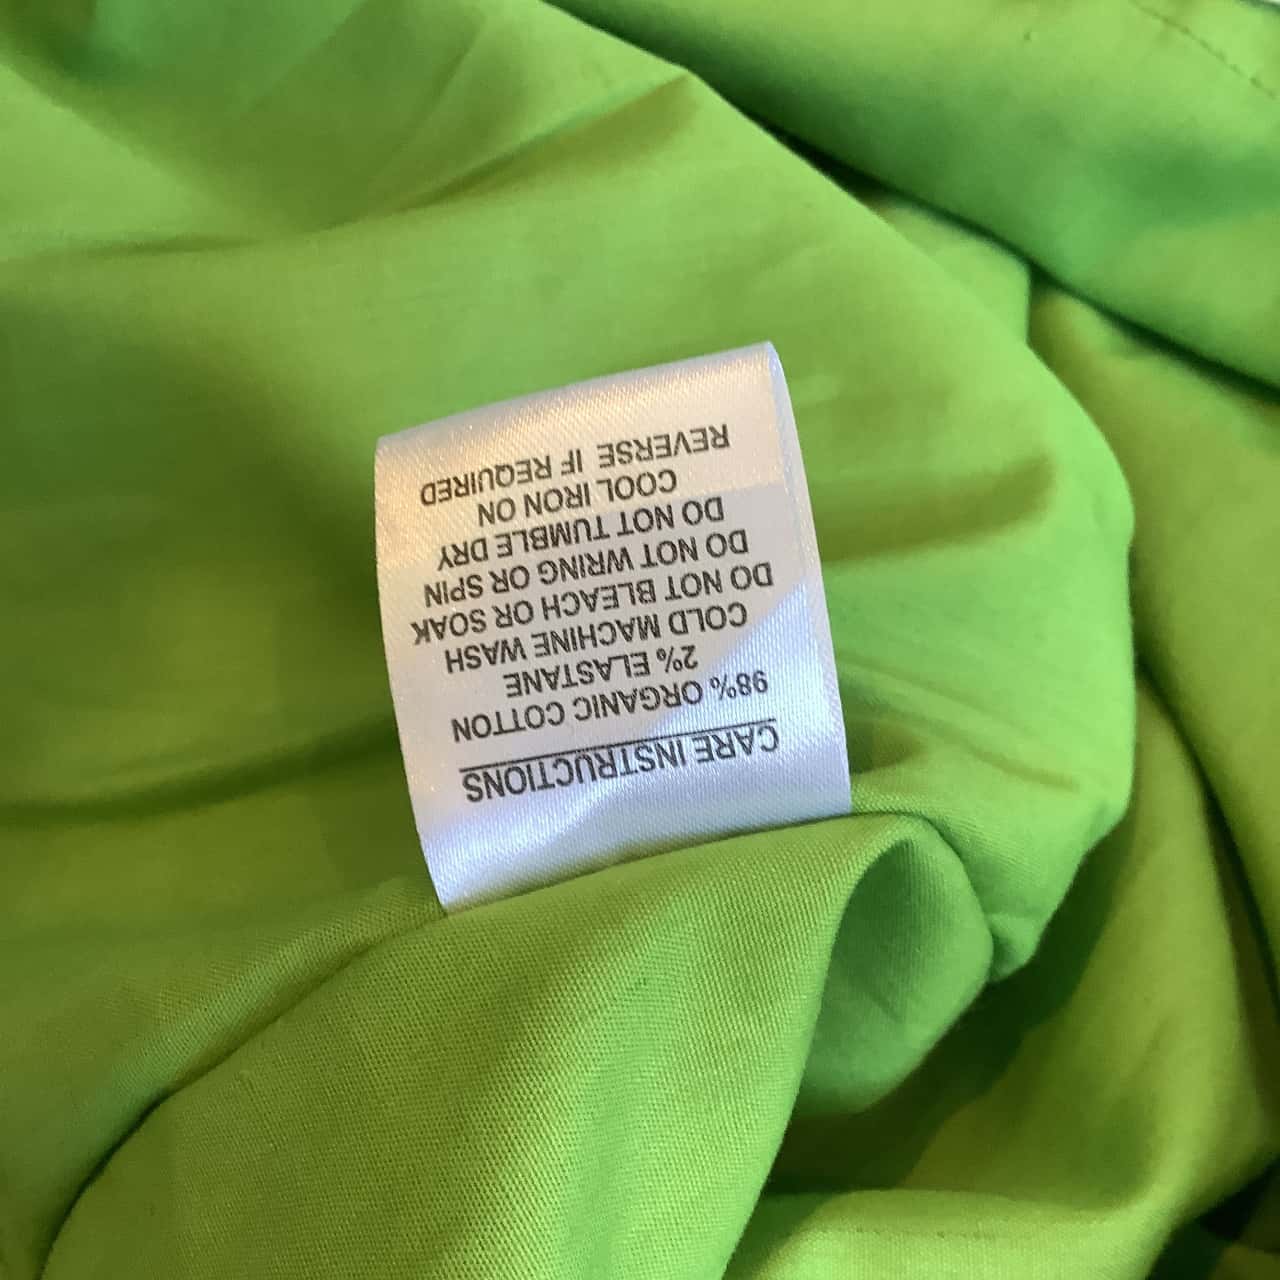 CARE INSTRUCTIONS
98% ORGANIC COTTON
2% ELASTANE
COLD MACHINE WASH
DO NOT BLEACH OR SOAK
DO NOT WRING OR SPIN
DO NOT TUMBLE DRY
COOL IRON ON
REVERSE IF REQUIRED